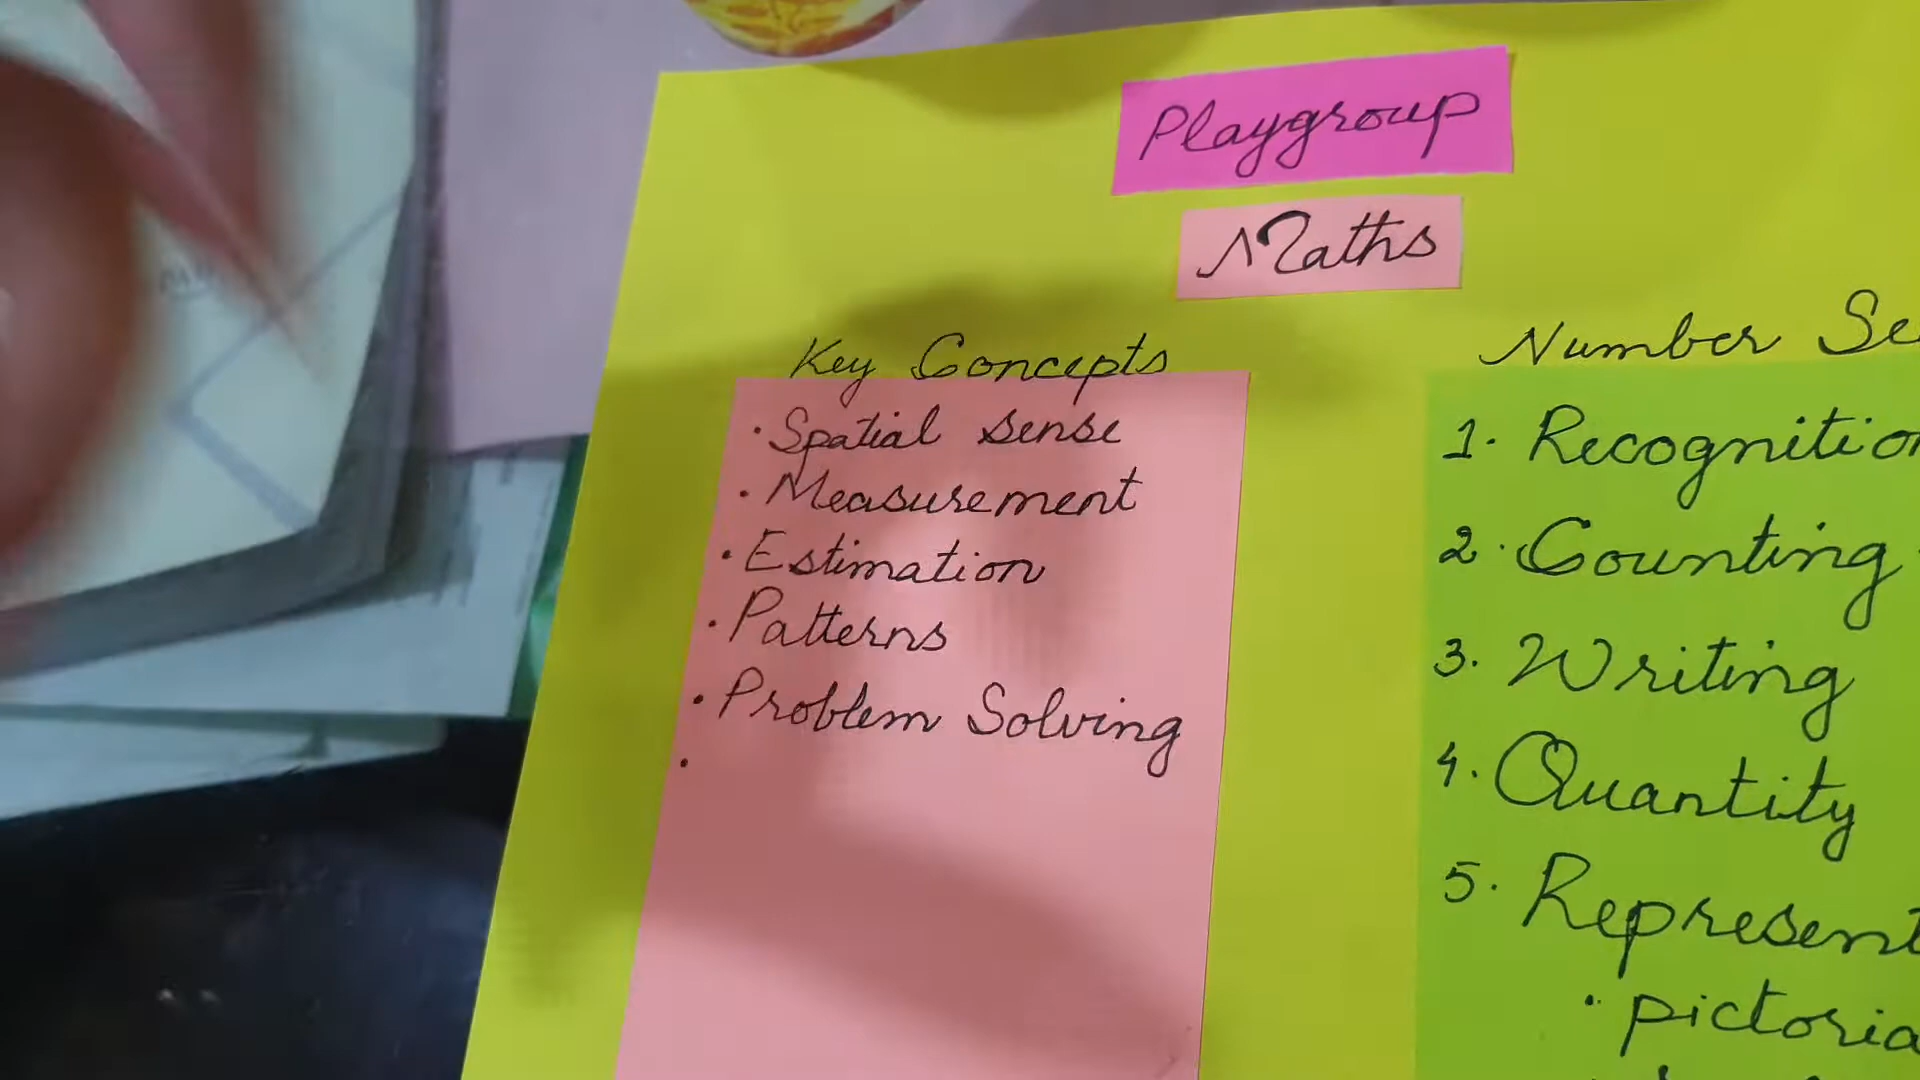 Playgroup
Maths
Key Concepts
• Spatial sense
• Measurement
• Estimation
• Patterns
• Problem Solving
•
Number Se
1. Recognition
2. Counting
3. Writing
4. Quantity
5. Represent
• pictoria